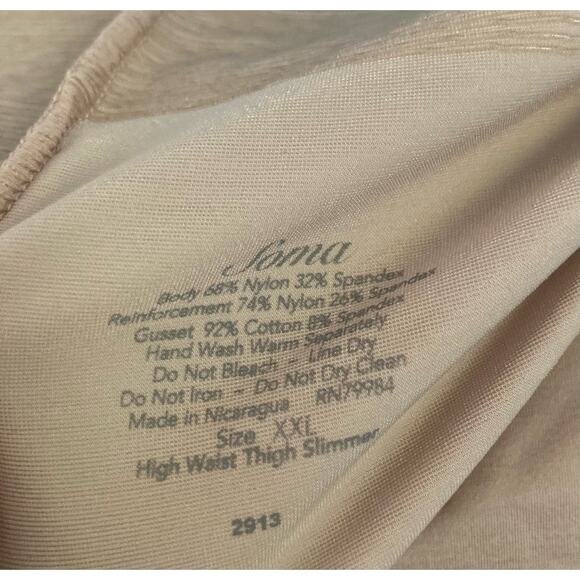 Soma
Body 68% Nylon 32% Spandex
Reinforcement 74% Nylon 26% Spandex
Gusset 92% Cotton 8% Spandex
Hand Wash Warm Separately
Do Not Bleach - Line Dry
Do Not Iron - Do Not Dry Clean
Made in Nicaragua RN79984
Size XXL
High Waist Thigh Slimmer
2913